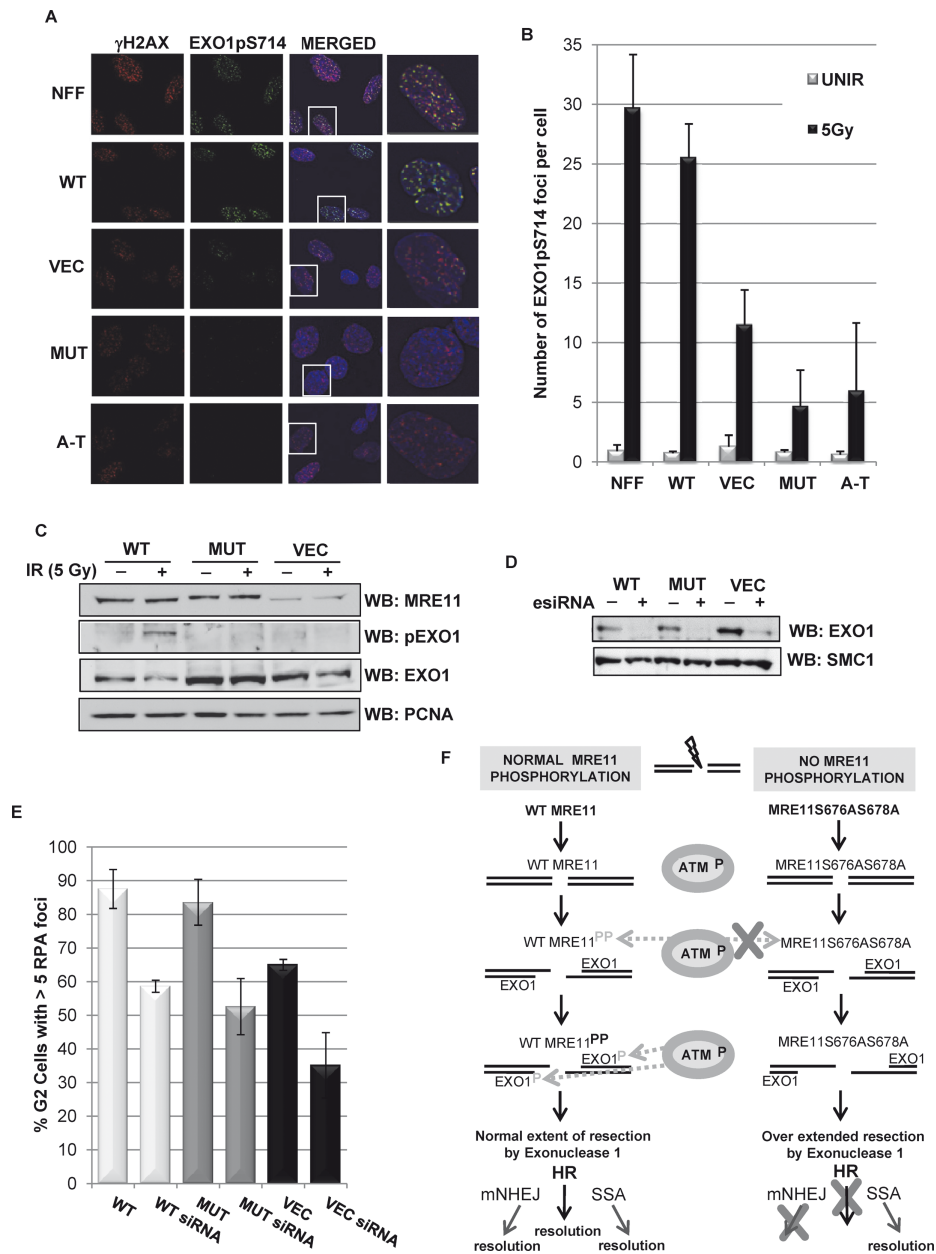 A
γH2AX EXO1pS714 MERGED
NFF
WT
VEC
MUT
A-T
B
Number of EXO1pS714 foci per cell
35
30
25
20
15
10
5
0
UNIR
5Gy
NFF WT VEC MUT A-T
C
WT MUT VEC
IR (5 Gy) – + – + – +
WB: MRE11
WB: pEXO1
WB: EXO1
WB: PCNA
D
WT MUT VEC
esiRNA – + – + – +
WB: EXO1
WB: SMC1
E
% G2 Cells with > 5 RPA foci
100
90
80
70
60
50
40
30
20
10
0
WT WT siRNA MUT MUT siRNA VEC VEC siRNA
F
NORMAL MRE11
PHOSPHORYLATION
NO MRE11
PHOSPHORYLATION
WT MRE11
MRE11S676AS678A
WT MRE11
ATM P
MRE11S676AS678A
WT MRE11PP
ATM P
MRE11S676AS678A
EXO1
EXO1
EXO1
EXO1
WT MRE11PP
ATM P
MRE11S676AS678A
EXO1P
EXO1P
EXO1
EXO1
Normal extent of resection
by Exonuclease 1
Over extended resection
by Exonuclease 1
HR
mNHEJ SSA
resolution
resolution resolution
HR
mNHEJ SSA
resolution